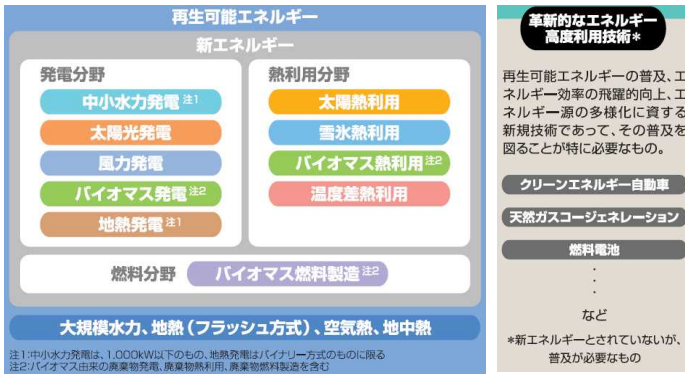 再生可能エネルギー
新エネルギー
発電分野
中小水力発電 注1
太陽光発電
風力発電
バイオマス発電 注2
地熱発電 注1
熱利用分野
太陽熱利用
雪氷熱利用
バイオマス熱利用 注2
温度差熱利用
燃料分野 バイオマス燃料製造 注2
大規模水力、地熱(フラッシュ方式)、空気熱、地中熱
注1:中小水力発電は、1,000kW以下のもの、地熱発電はバイナリー方式のものに限る
注2:バイオマス由来の廃棄物発電、廃棄物熱利用、廃棄物燃料製造を含む
革新的なエネルギー
高度利用技術*
再生可能エネルギーの普及、エ
ネルギー効率の飛躍的向上、エ
ネルギー源の多様化に資する
新規技術であって、その普及を
図ることが特に必要なもの。
クリーンエネルギー自動車
天然ガスコージェネレーション
燃料電池
・
・
・
など
*新エネルギーとされていないが、
普及が必要なもの